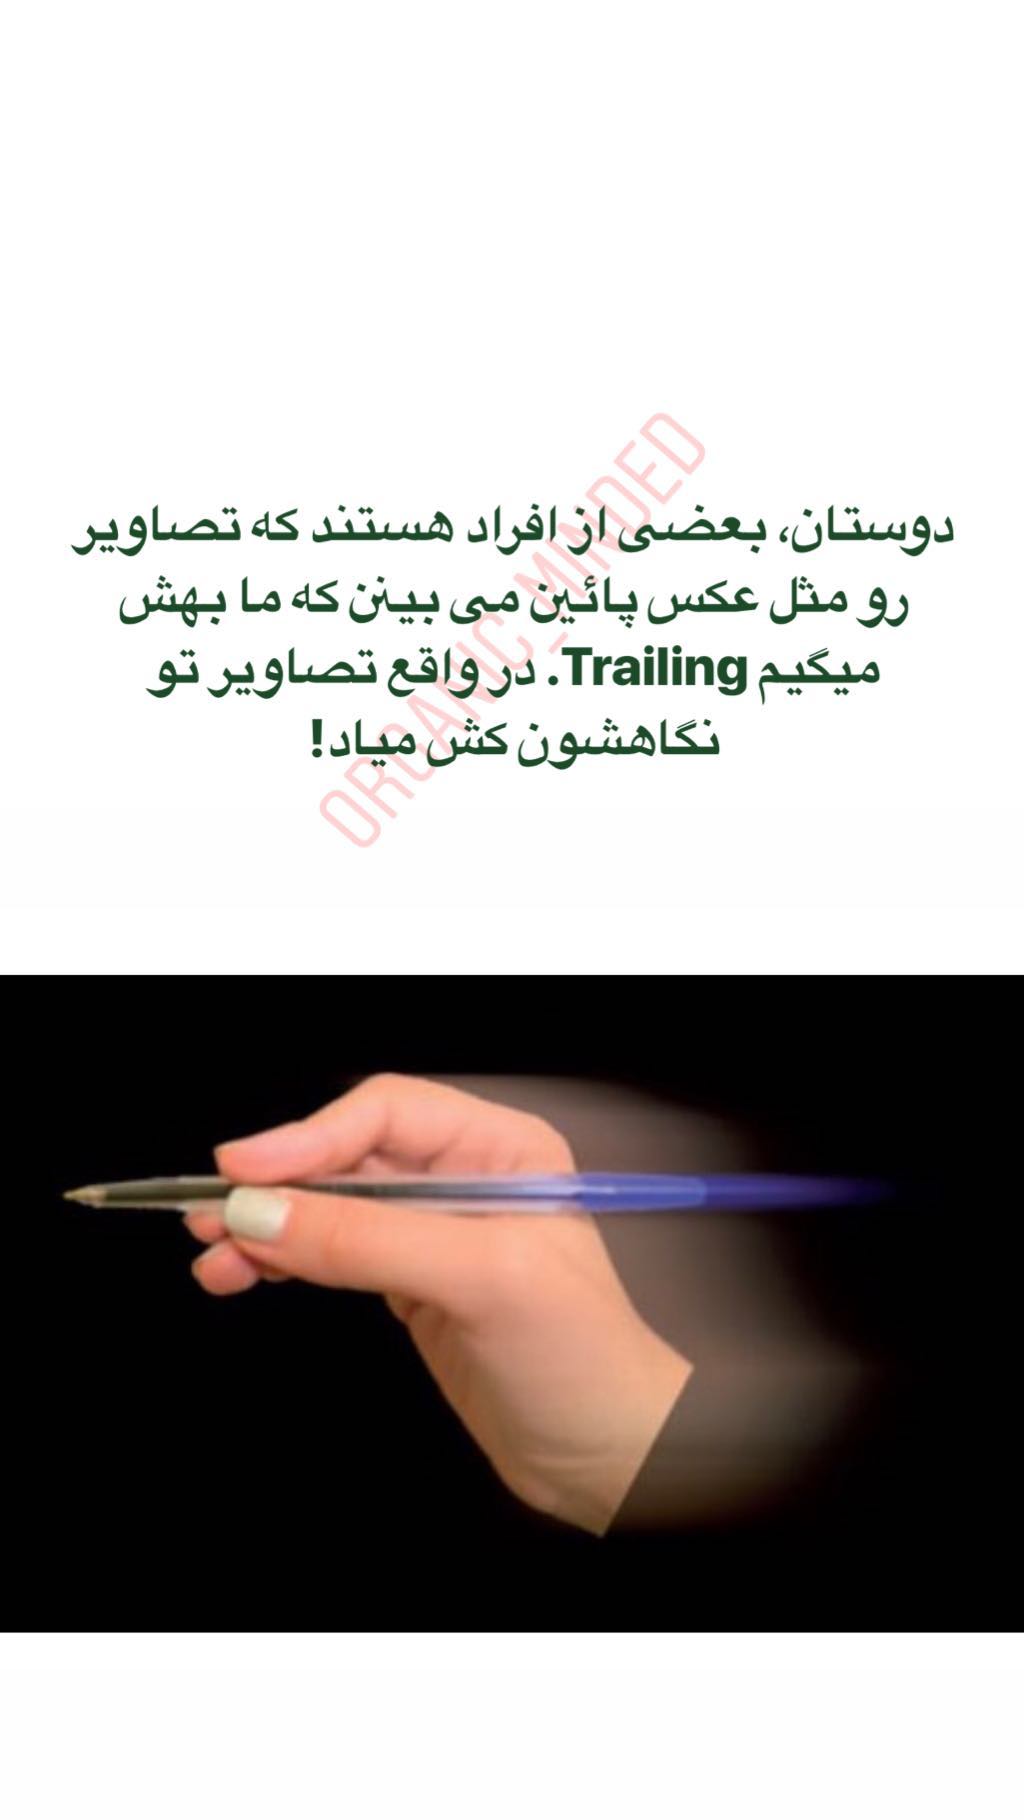 دوستان، بعضی از افراد هستند که تصاویر
رو مثل عکس پائین می بینن که ما بهش
میگیم Trailing. در واقع تصاویر تو
نگاهشون کش میاد!
ORGANIC_MINDED